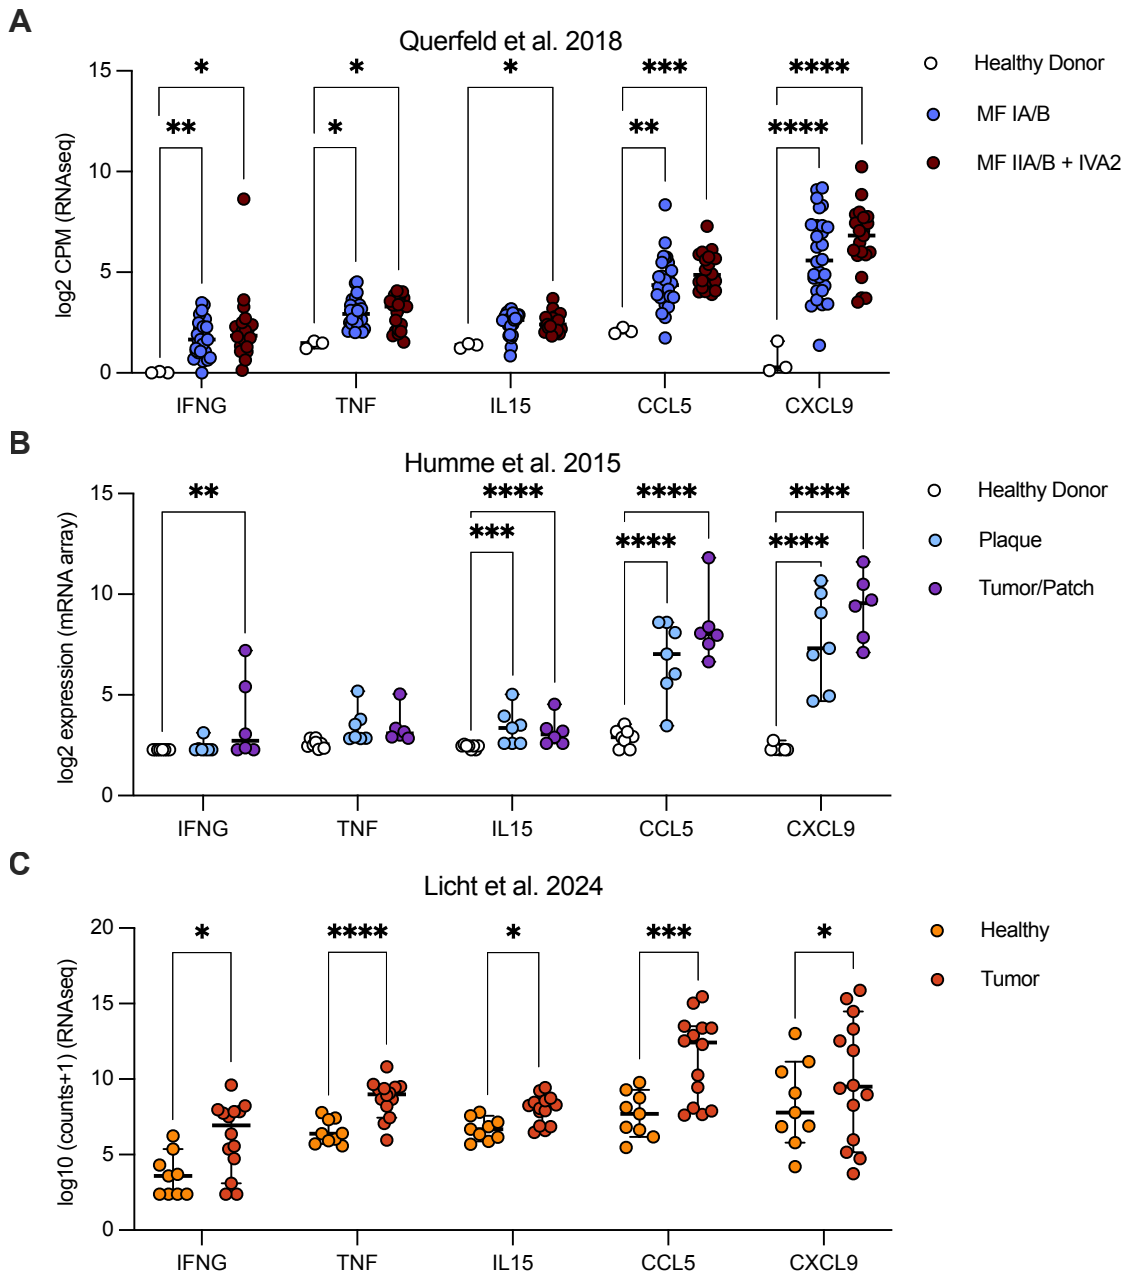 A
Querfeld et al. 2018
log2 CPM (RNAseq)
15
10
5
0
* * * *** ****
** * ** ****
IFNG TNF IL15 CCL5 CXCL9
Healthy Donor
MF IA/B
MF IIA/B + IVA2
B
Humme et al. 2015
log2 expression (mRNA array)
15
10
5
0
** **** **** ****
*** **** ****
IFNG TNF IL15 CCL5 CXCL9
Healthy Donor
Plaque
Tumor/Patch
C
Licht et al. 2024
log10 (counts+1) (RNAseq)
20
15
10
5
0
* **** * *** *
IFNG TNF IL15 CCL5 CXCL9
Healthy
Tumor